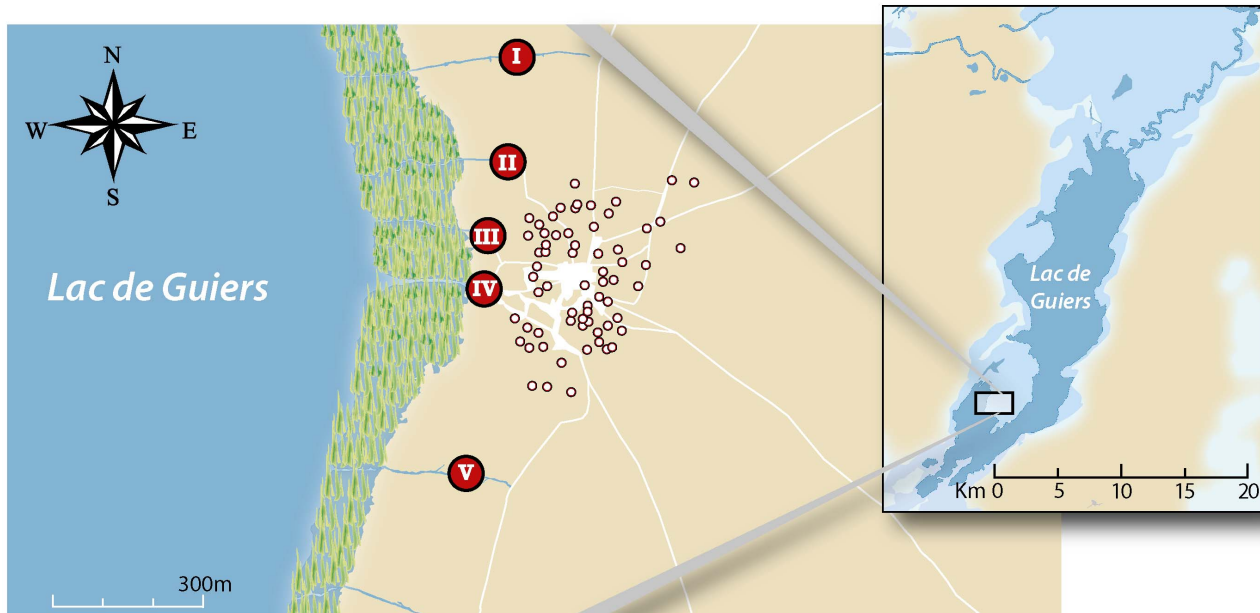 N
W E
S
I
II
III
IV
V
Lac de Guiers
300m
Lac de
Guiers
Km 0 5 10 15 20